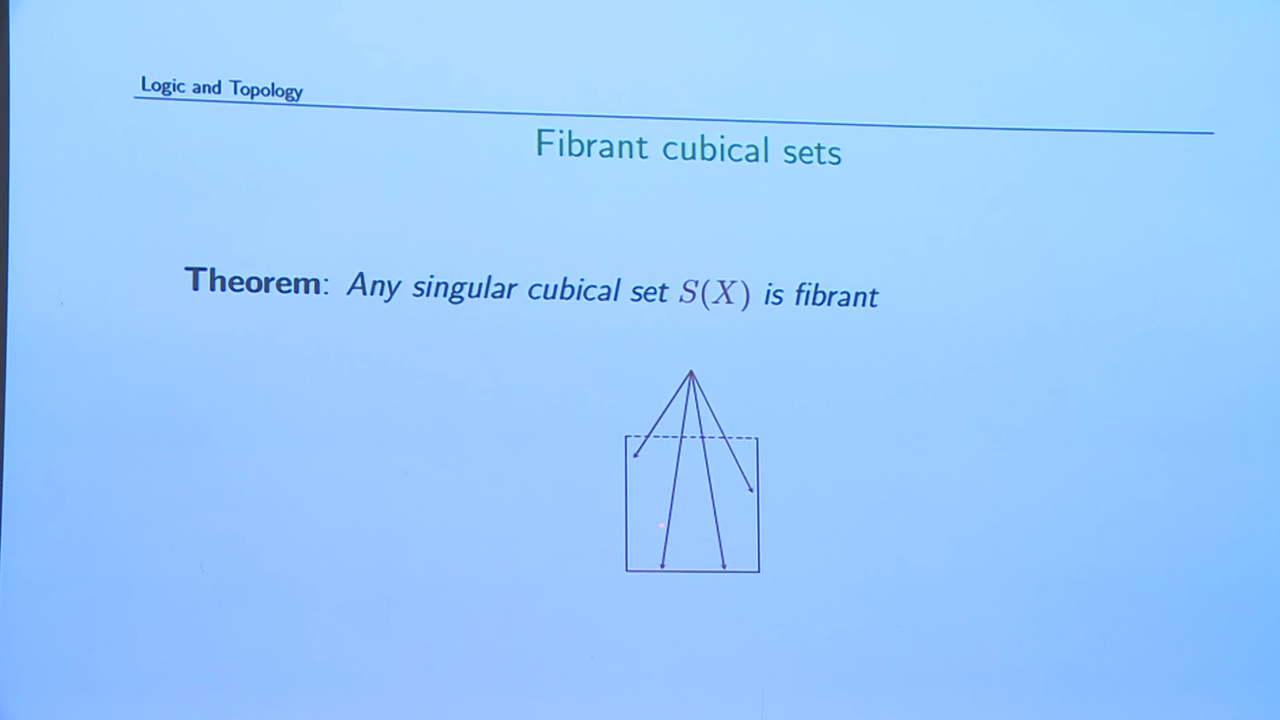 Logic and Topology
Fibrant cubical sets
Theorem: Any singular cubical set S(X) is fibrant